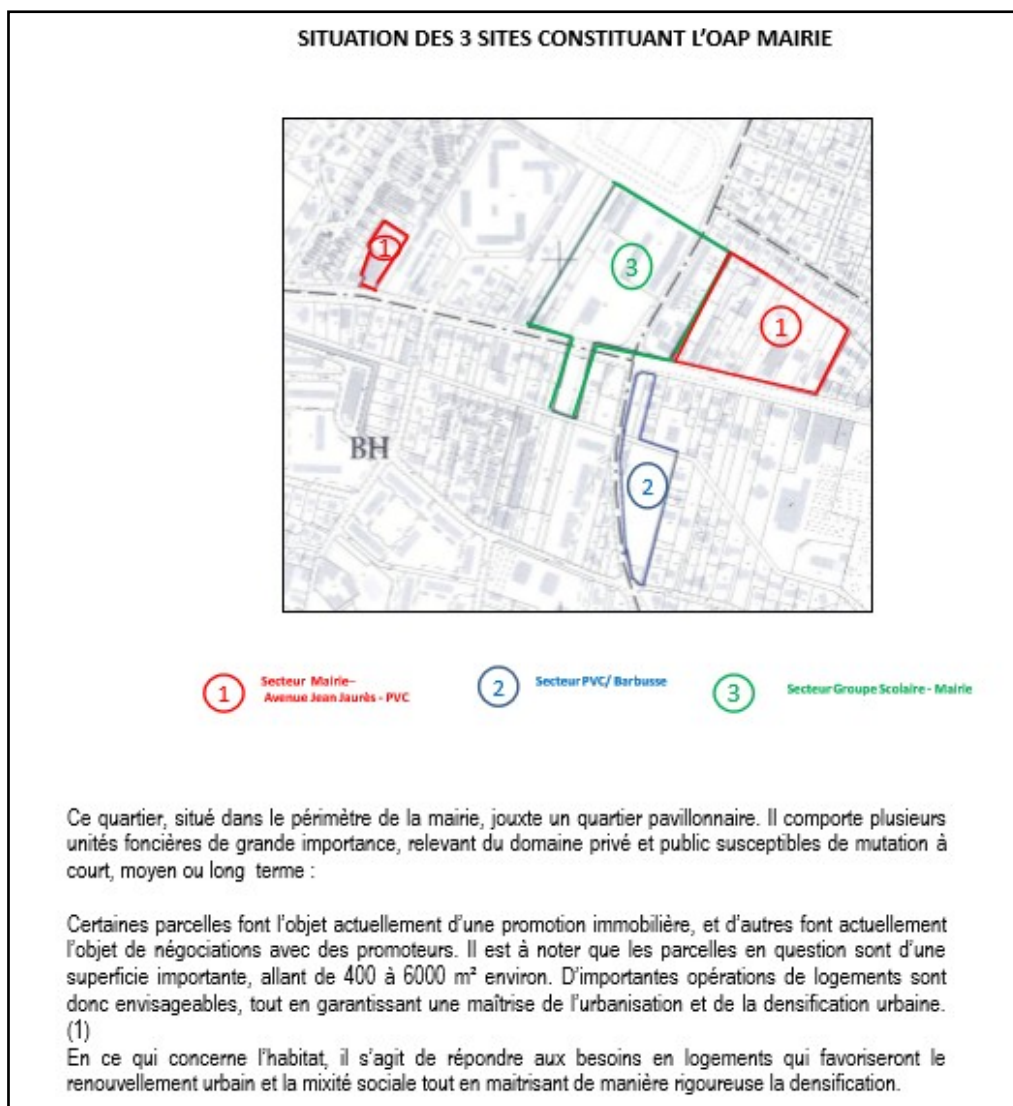 SITUATION DES 3 SITES CONSTITUANT L'OAP MAIRIE
1
3
1
BH
2
1 Secteur Mairie–
Avenue Jean Jaurès - PVC
2 Secteur PVC/ Barbusse
3 Secteur Groupe Scolaire - Mairie
Ce quartier, situé dans le périmètre de la mairie, jouxte un quartier pavillonnaire. Il comporte plusieurs
unités foncières de grande importance, relevant du domaine privé et public susceptibles de mutation à
court, moyen ou long terme :
Certaines parcelles font l'objet actuellement d'une promotion immobilière, et d'autres font actuellement
l'objet de négociations avec des promoteurs. Il est à noter que les parcelles en question sont d'une
superficie importante, allant de 400 à 6000 m² environ. D'importantes opérations de logements sont
donc envisageables, tout en garantissant une maîtrise de l'urbanisation et de la densification urbaine.
(1)
En ce qui concerne l'habitat, il s'agit de répondre aux besoins en logements qui favoriseront le
renouvellement urbain et la mixité sociale tout en maitrisant de manière rigoureuse la densification.